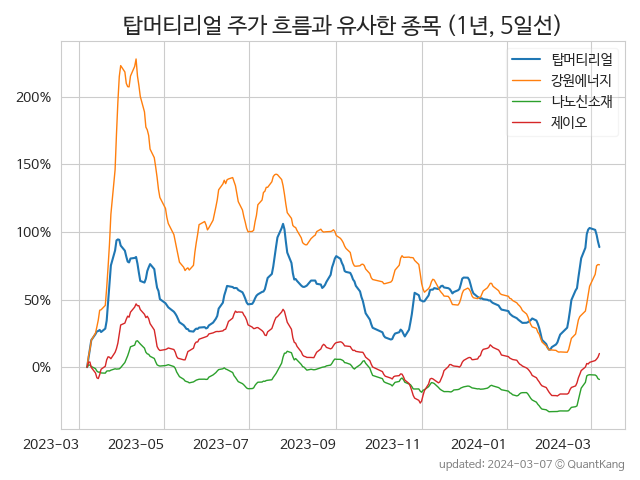 탑머티리얼 주가 흐름과 유사한 종목 (1년, 5일선)
탑머티리얼
강원에너지
나노신소재
제이오
200%
150%
100%
50%
0%
2023-03 2023-05 2023-07 2023-09 2023-11 2024-01 2024-03
updated: 2024-03-07 © QuantKang